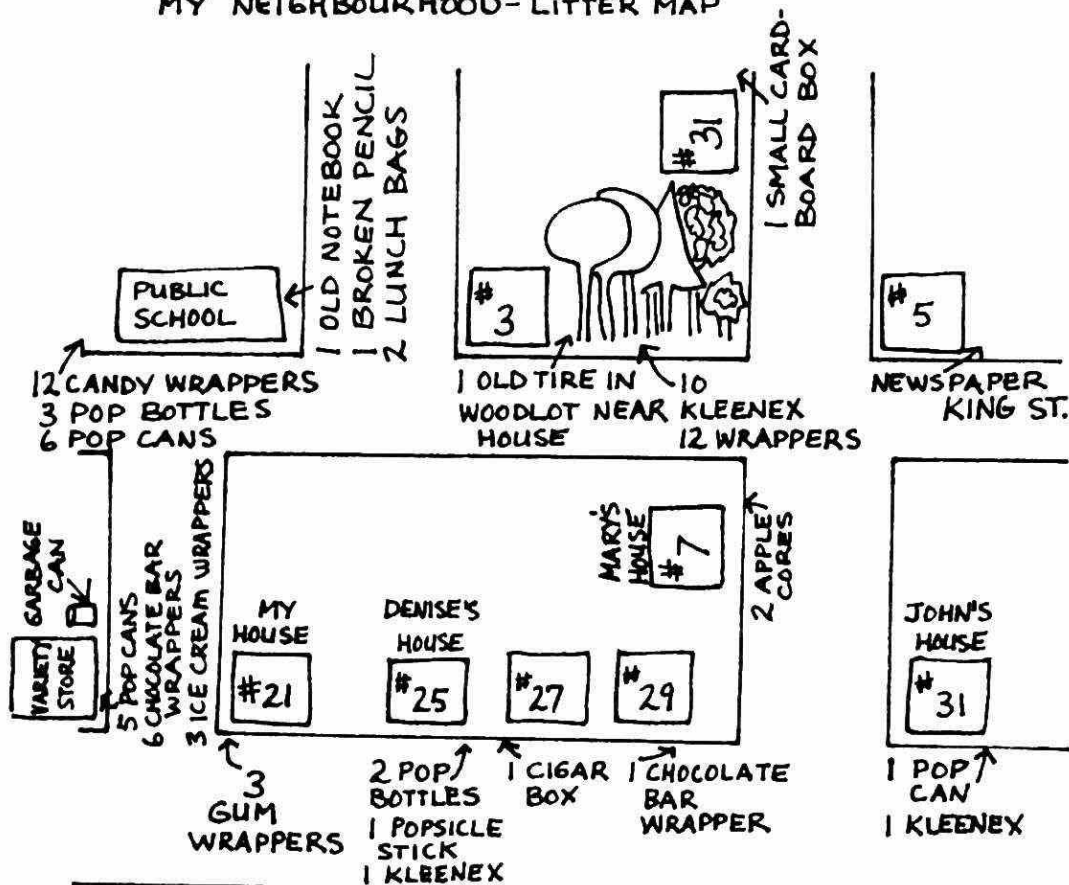 MY NEIGHBOURHOOD - LITTER MAP
1 OLD NOTEBOOK
1 BROKEN PENCIL
2 LUNCH BAGS
#31
1 SMALL CARD-
BOARD BOX
PUBLIC
SCHOOL
#3
#5
12 CANDY WRAPPERS
3 POP BOTTLES
6 POP CANS
1 OLD TIRE IN
WOODLOT NEAR
HOUSE
10
KLEENEX
12 WRAPPERS
NEWSPAPER
KING ST.
GARBAGE
CAN
VARIETY
STORE
5 POP CANS
6 CHOCOLATE BAR
WRAPPERS
3 ICE CREAM WRAPPERS
MY
HOUSE
#21
DENISE'S
HOUSE
#25
#27
#29
MARY'S
HOUSE
#7
2 APPLE
CORES
JOHN'S
HOUSE
#31
3
GUM
WRAPPERS
2 POP
BOTTLES
1 POPSICLE
STICK
1 KLEENEX
1 CIGAR
BOX
1 CHOCOLATE
BAR
WRAPPER
1 POP
CAN
1 KLEENEX